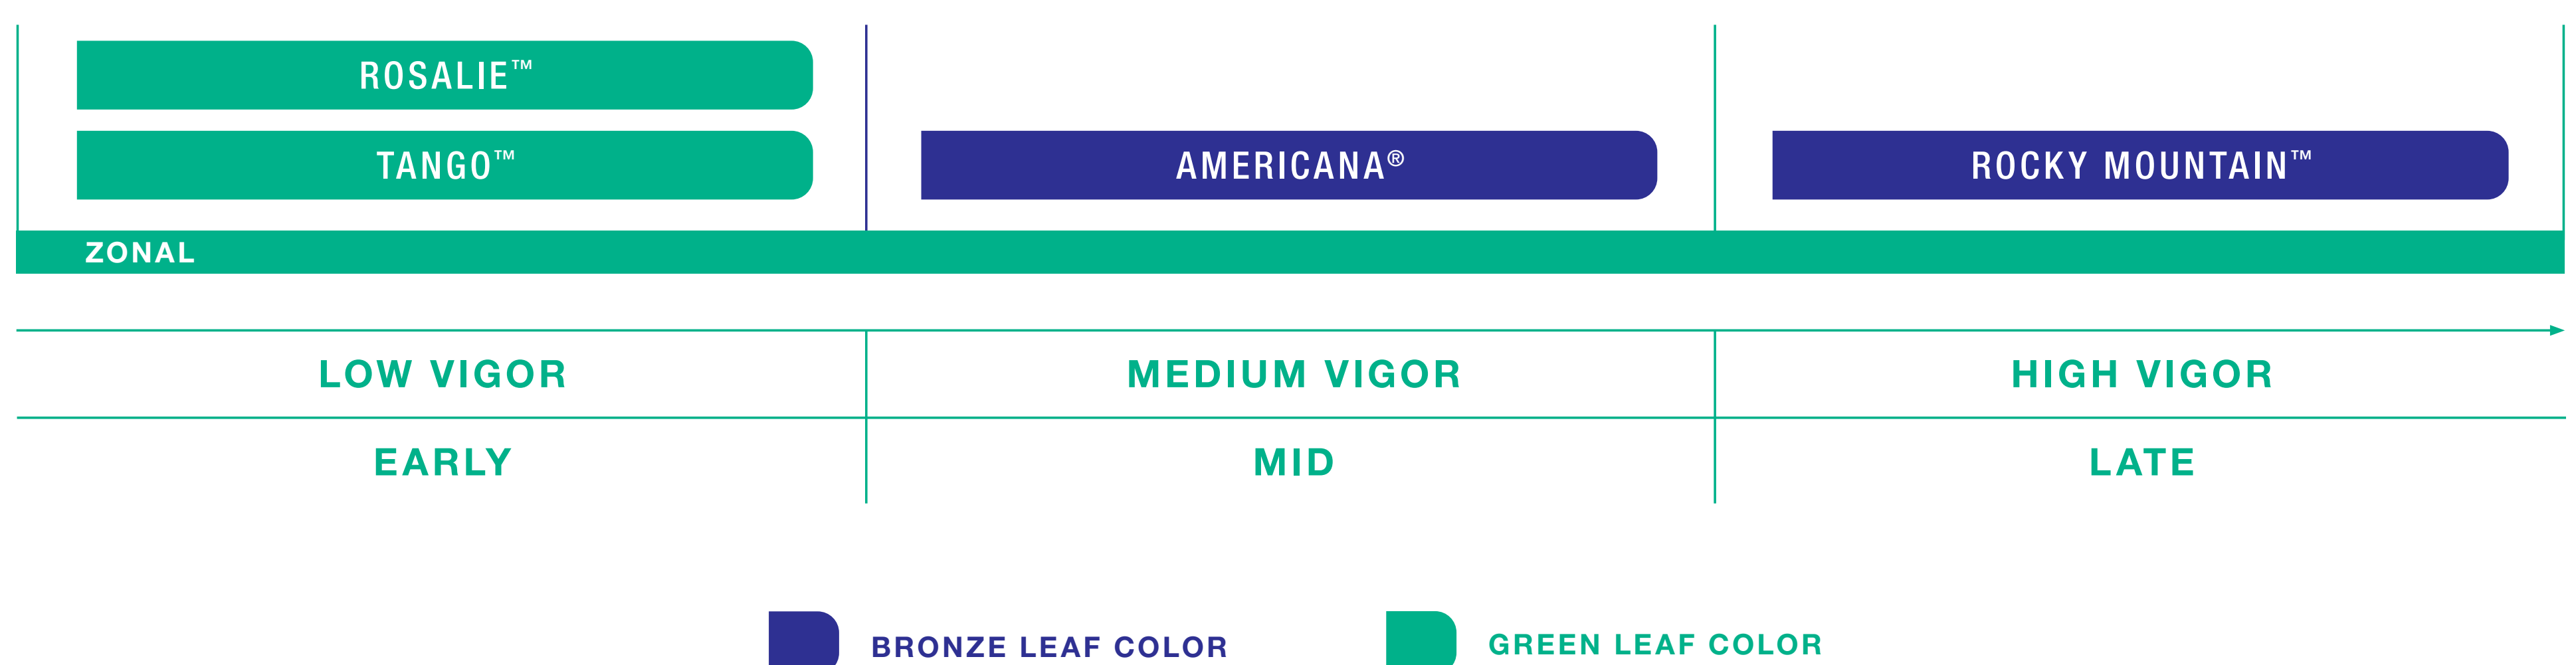 ROSALIE™
TANGO™ AMERICANA® ROCKY MOUNTAIN™
ZONAL
LOW VIGOR MEDIUM VIGOR HIGH VIGOR
EARLY MID LATE
BRONZE LEAF COLOR GREEN LEAF COLOR